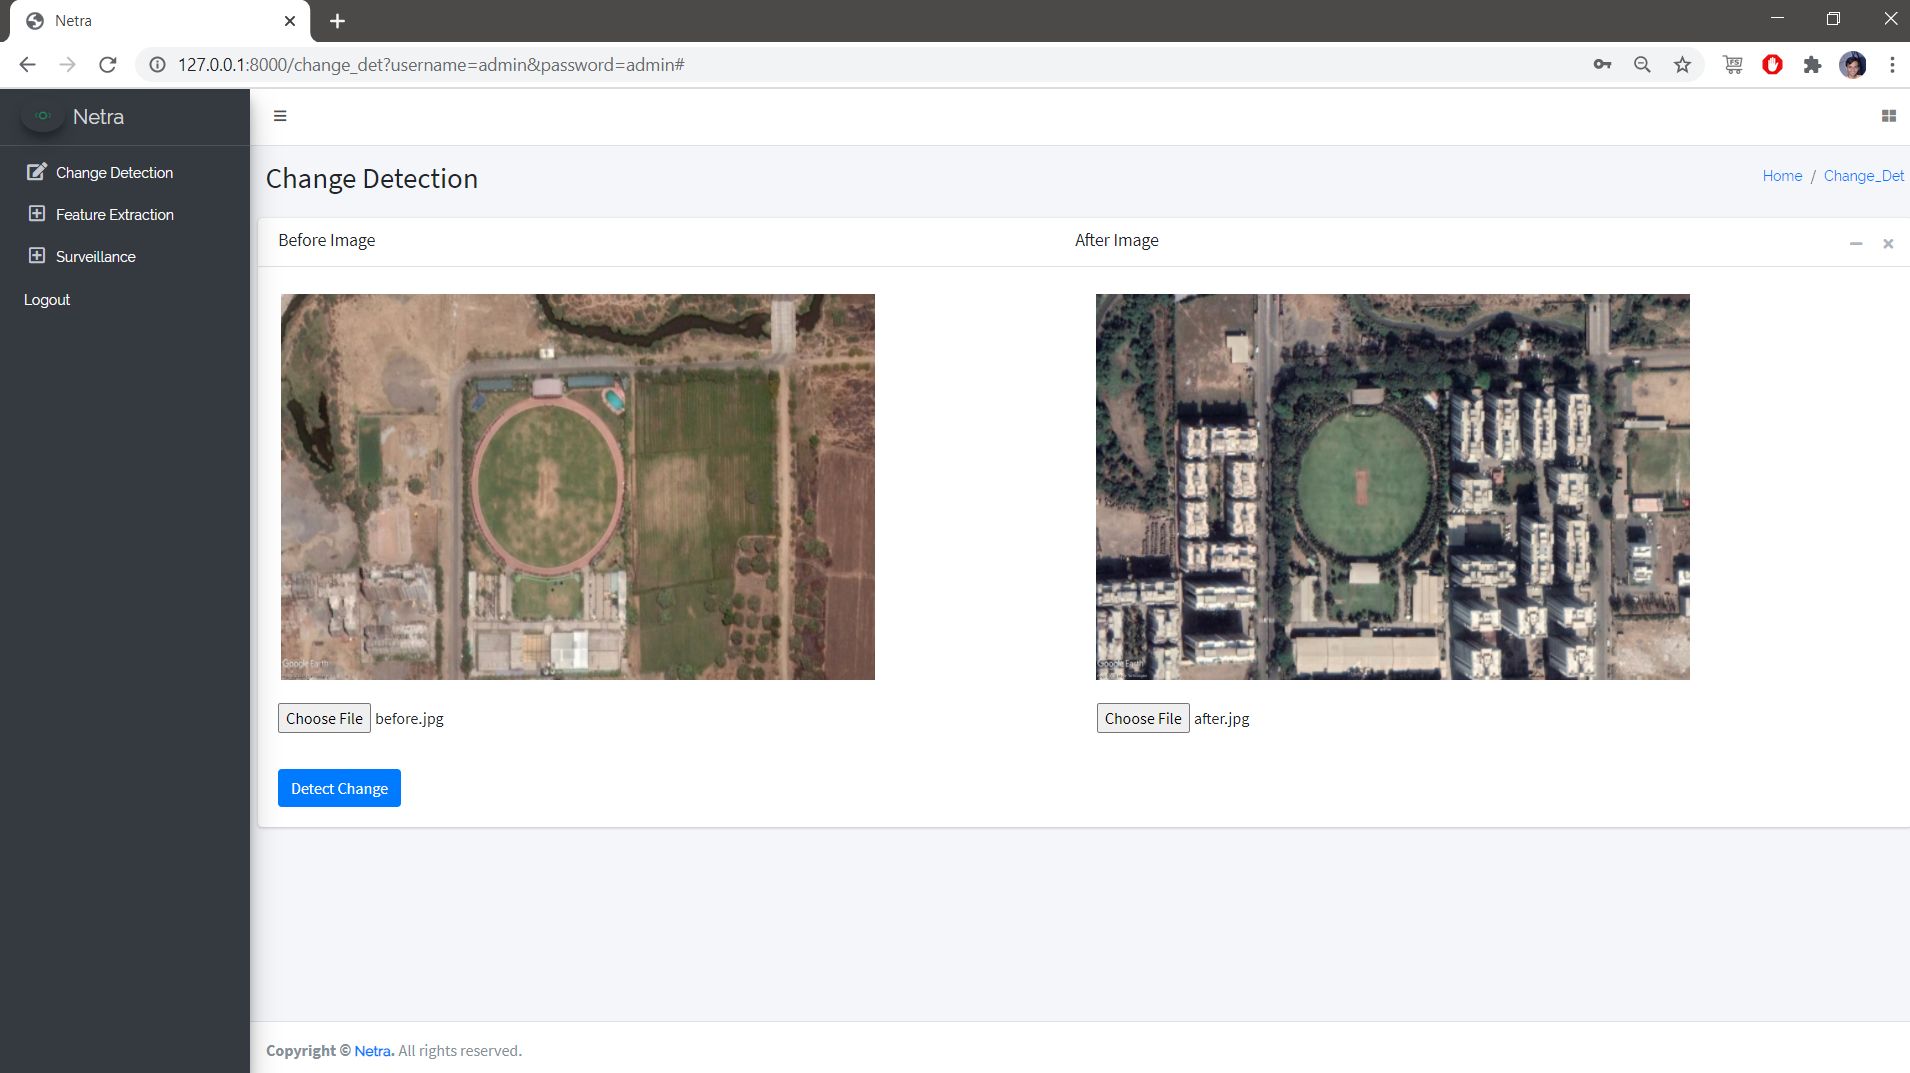 Netra
127.0.0.1:8000/change_det?username=admin&password=admin#
FS
Netra
Change Detection
Feature Extraction
Surveillance
Logout
Change Detection
Home / Change_Det
Before Image
After Image
Google Earth
Google Earth
Choose File before.jpg
Choose File after.jpg
Detect Change
Copyright © Netra. All rights reserved.